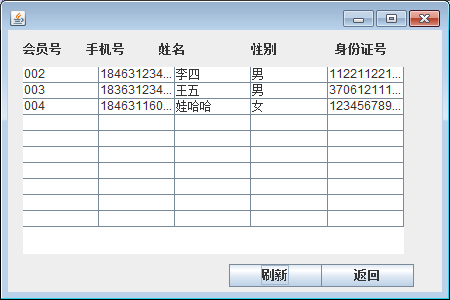 会员号 手机号 姓名 性别 身份证号
002 184631234... 李四 男 112211221...
003 183631234... 王五 男 370612111...
004 184631160... 娃哈哈 女 123456789...
刷新 返回